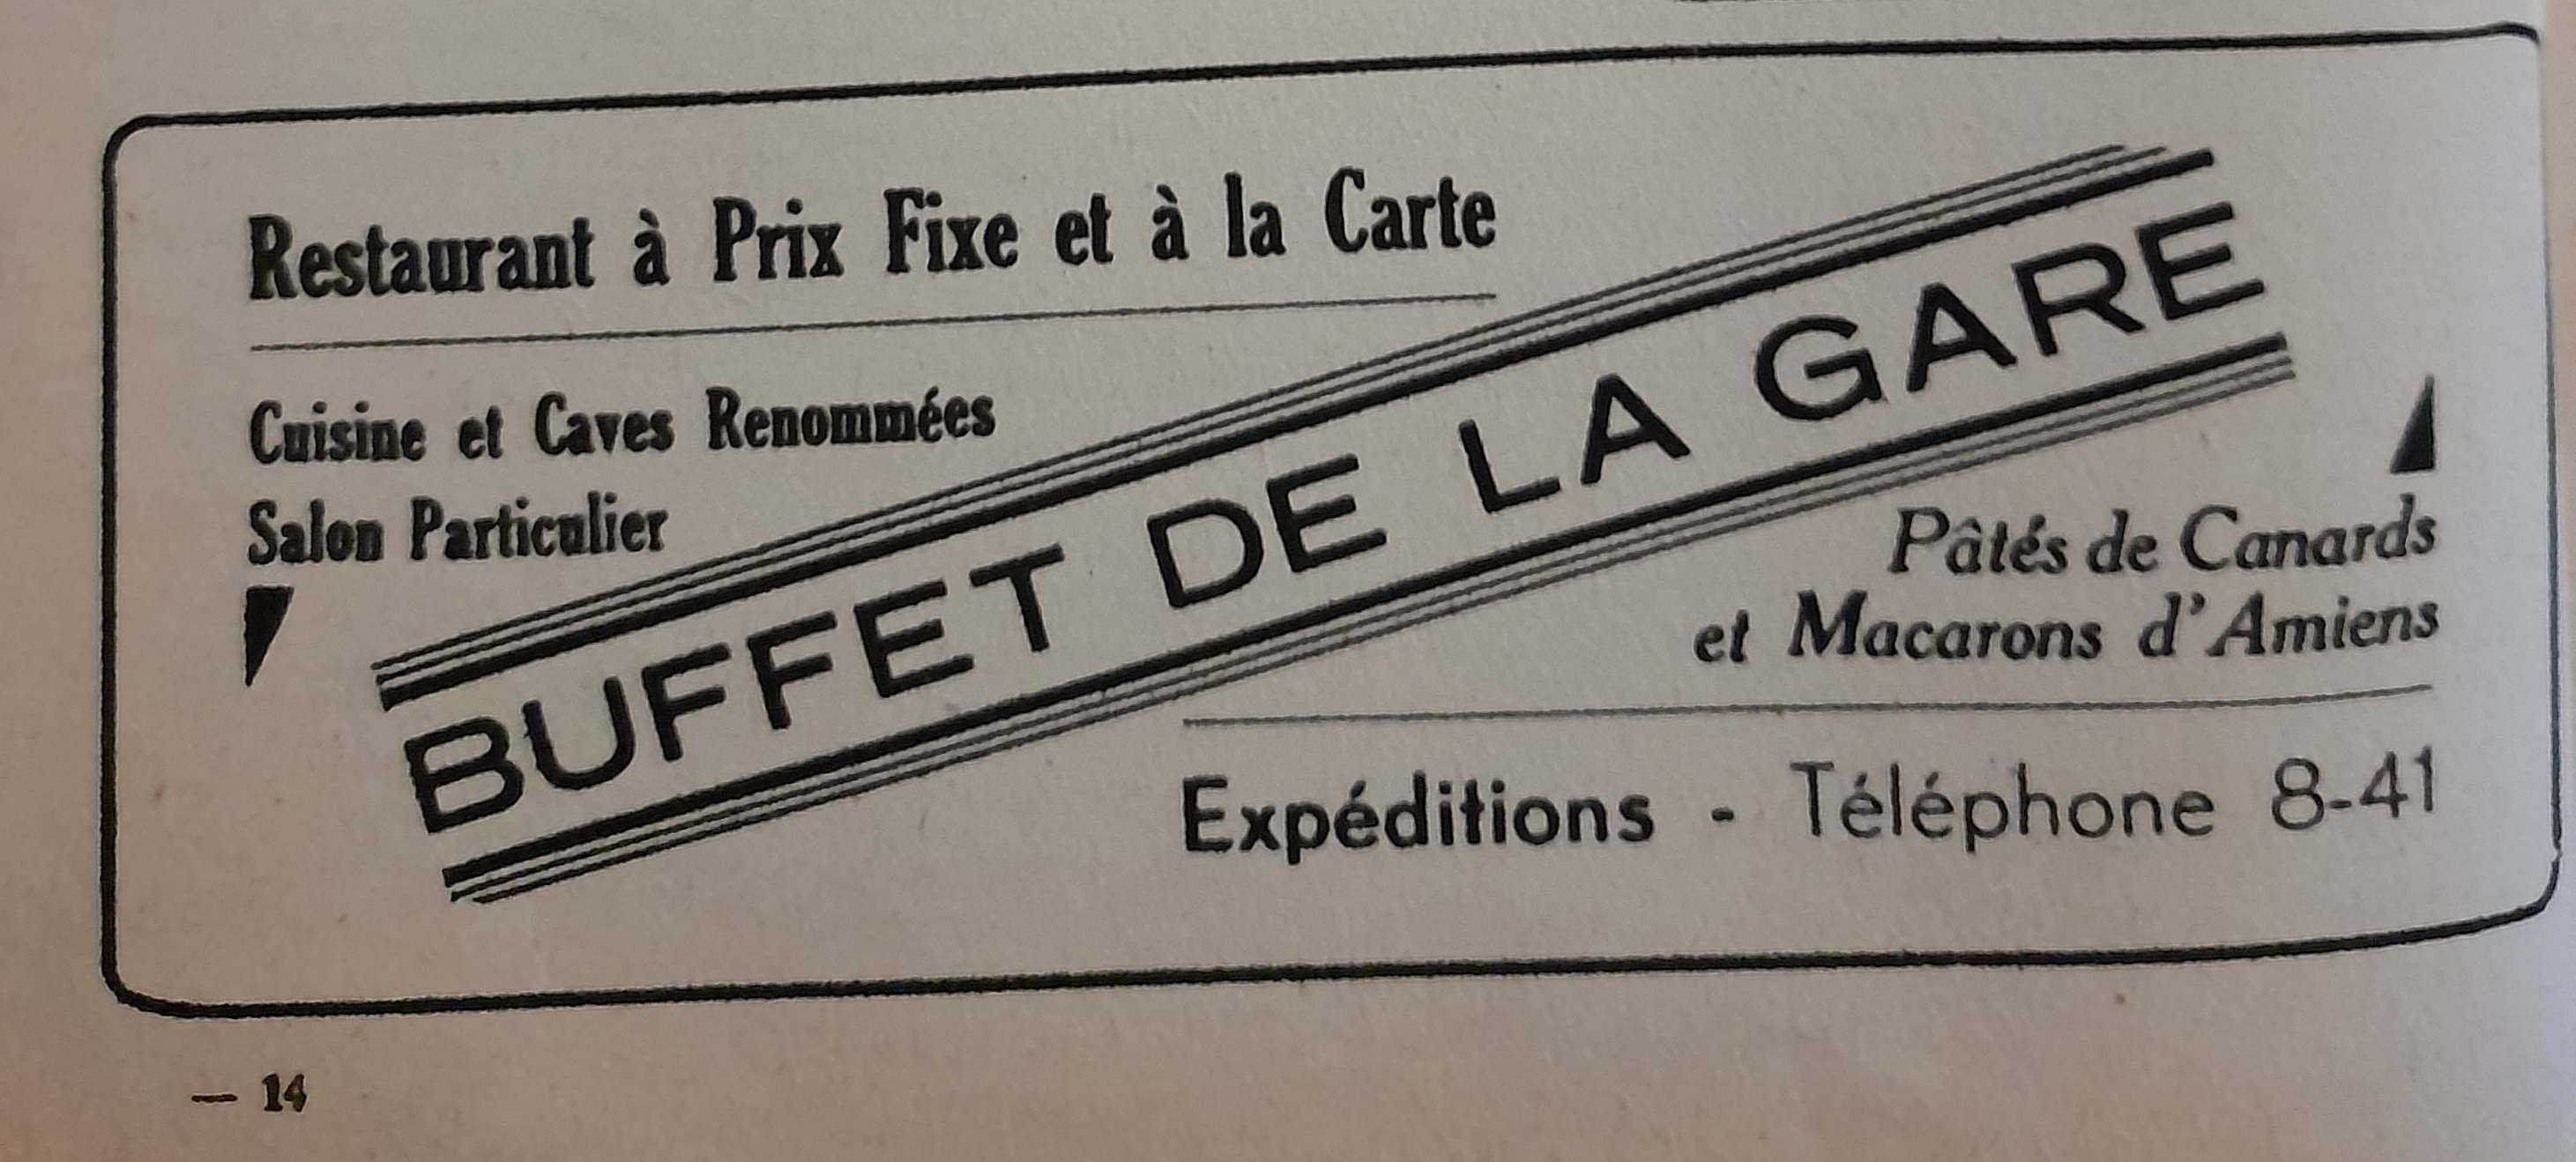 Restaurant à Prix Fixe et à la Carte
Cuisine et Caves Renommées
Salon Particulier
BUFFET DE LA GARE
Pâtés de Canards
et Macarons d'Amiens
Expéditions - Téléphone 8-41
— 14